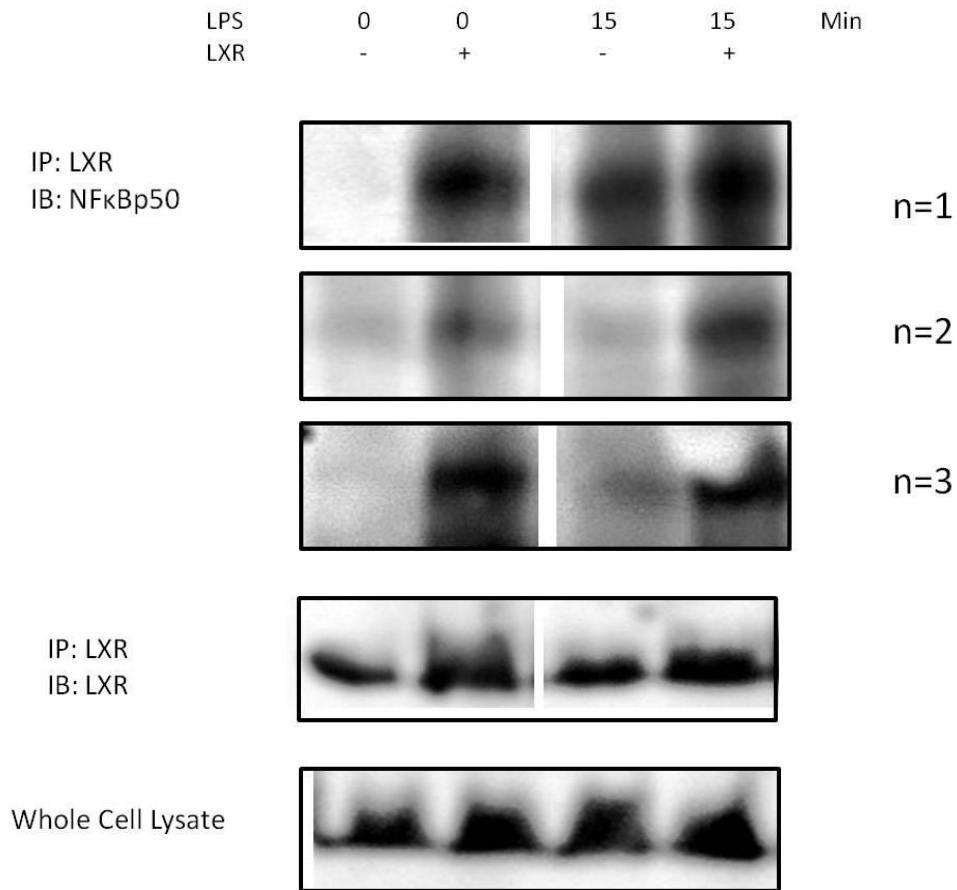 LPS 0 0 15 15 Min
LXR - + - +
IP: LXR
IB: NFκBp50
n=1
n=2
n=3
IP: LXR
IB: LXR
Whole Cell Lysate